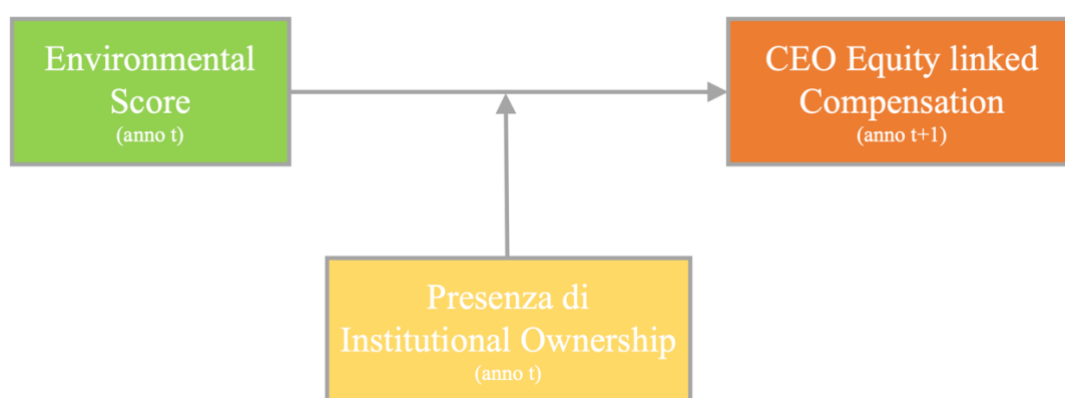 Environmental
Score
(anno t)
CEO Equity linked
Compensation
(anno t+1)
Presenza di
Institutional Ownership
(anno t)